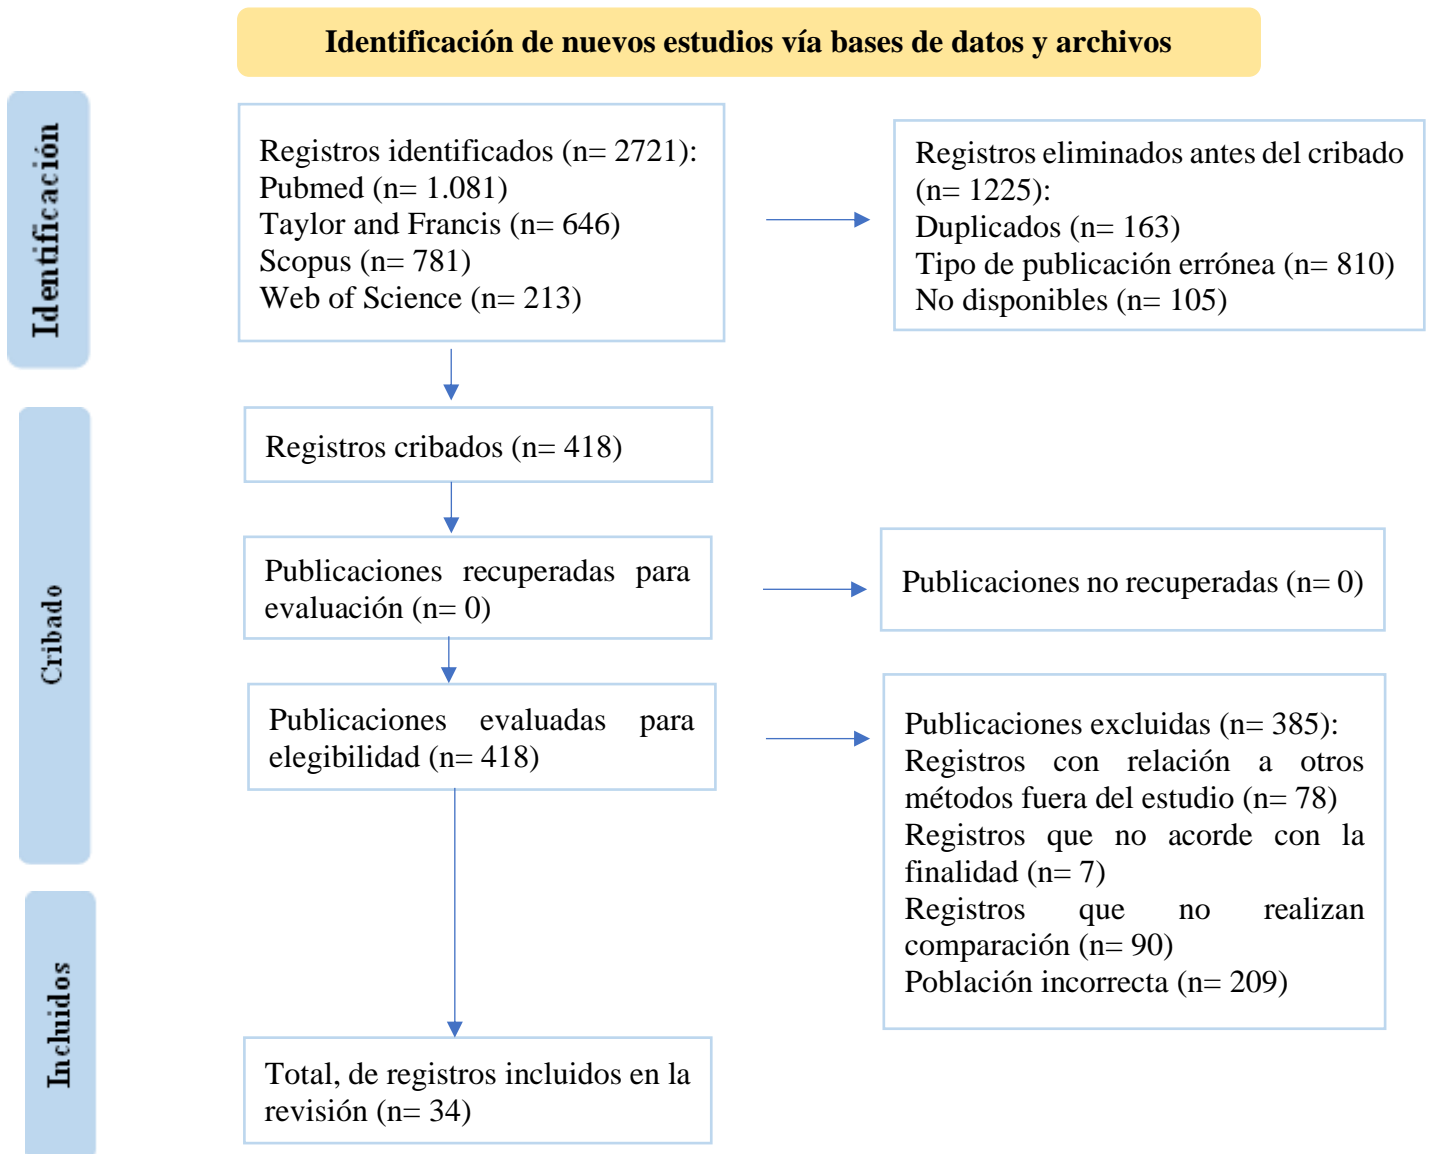 Identificación de nuevos estudios vía bases de datos y archivos
Identificación
Registros identificados (n= 2721):
Pubmed (n= 1.081)
Taylor and Francis (n= 646)
Scopus (n= 781)
Web of Science (n= 213)
Registros eliminados antes del cribado
(n= 1225):
Duplicados (n= 163)
Tipo de publicación errónea (n= 810)
No disponibles (n= 105)
Cribado
Registros cribados (n= 418)
Publicaciones recuperadas para
evaluación (n= 0)
Publicaciones no recuperadas (n= 0)
Publicaciones evaluadas para
elegibilidad (n= 418)
Publicaciones excluidas (n= 385):
Registros con relación a otros
métodos fuera del estudio (n= 78)
Registros que no acorde con la
finalidad (n= 7)
Registros que no realizan
comparación (n= 90)
Población incorrecta (n= 209)
Incluidos
Total, de registros incluidos en la
revisión (n= 34)